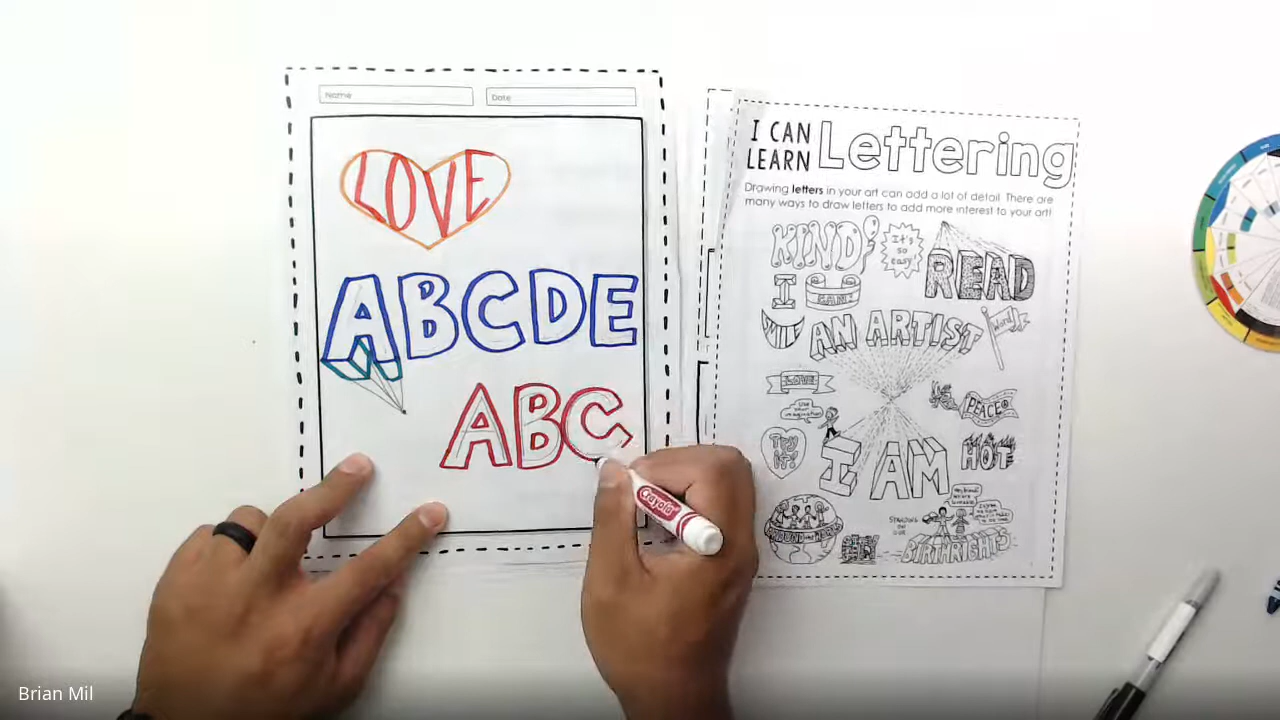 Name
Date
LOVE
ABCDE
ABC
Crayola
I CAN
LEARN
Lettering
Drawing letters in your art can add a lot of detail. There are
many ways to draw letters to add more interest to your art!
KIND!
It's
so
easy!
READ
I
CAN!
AN ARTIST
Word!
LOVE
PEACE
TRY
IT!
HOT
I AM
BIRTHRIGHTS
Brian Mil